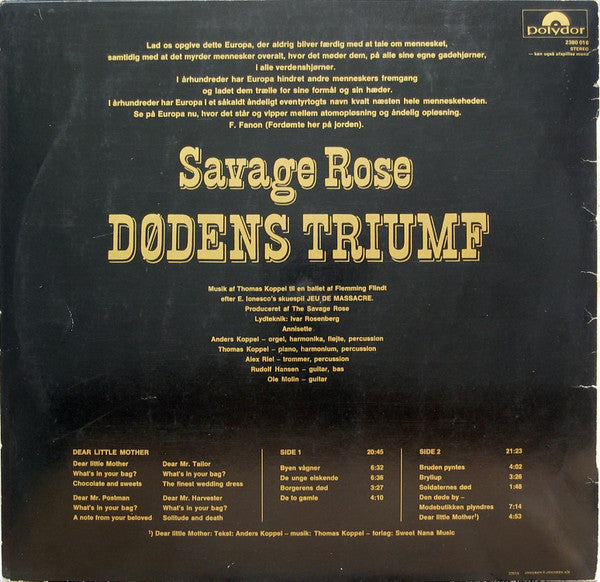 polydor
2380 016
STEREO
– kan også afspilles mono
Lad os opgive dette Europa, der aldrig bliver færdig med at tale om mennesket,
samtidig med at det myrder mennesker overalt, hvor det møder dem, på alle sine egne gadehjørner,
i alle verdenshjørner.
I århundreder har Europa hindret andre menneskers fremgang
og ladet dem trælle for sine formål og sin hæder.
I århundreder har Europa i et såkaldt åndeligt eventyrtogts navn kvalt næsten hele menneskeheden.
Se på Europa nu, hvor det står og vipper mellem atomopløsning og åndelig opløsning.
F. Fanon (Fordømte her på jorden).
Savage Rose
DØDENS TRIUMF
Musik af Thomas Koppel til en ballet af Flemming Flindt
efter E. Ionesco's skuespil JEU DE MASSACRE.
Produceret af The Savage Rose
Lydteknik: Ivar Rosenberg
Annisette
Anders Koppel – orgel, harmonika, fløjte, percussion
Thomas Koppel – piano, harmonium, percussion
Alex Riel – trommer, percussion
Rudolf Hansen – guitar, bas
Ole Molin – guitar
DEAR LITTLE MOTHER
Dear little Mother
What's in your bag?
Chocolate and sweets
Dear Mr. Postman
What's in your bag?
A note from your beloved
Dear Mr. Tailor
What's in your bag?
The finest wedding dress
Dear Mr. Harvester
What's in your bag?
Solitude and death
SIDE 1 20:45
Byen vågner 6:32
De unge elskende 6:36
Borgerens død 3:27
De to gamle 4:10
SIDE 2 21:23
Bruden pyntes 4:02
Bryllup 3:26
Soldaternes død 1:48
Den døde by –
Modebutikken plyndres 7:14
Dear little Mother¹) 4:53
¹) Dear little Mother: Tekst: Anders Koppel – musik: Thomas Koppel – forlag: Sweet Nana Music